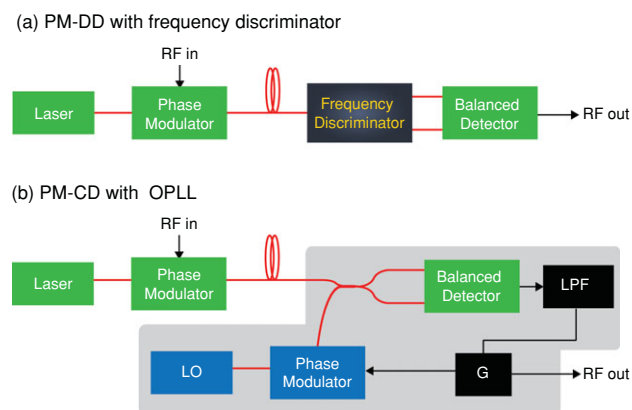 (a) PM-DD with frequency discriminator
RF in
Laser
Phase
Modulator
Frequency
Discriminator
Balanced
Detector
RF out
(b) PM-CD with OPLL
RF in
Laser
Phase
Modulator
Balanced
Detector
LPF
LO
Phase
Modulator
G
RF out